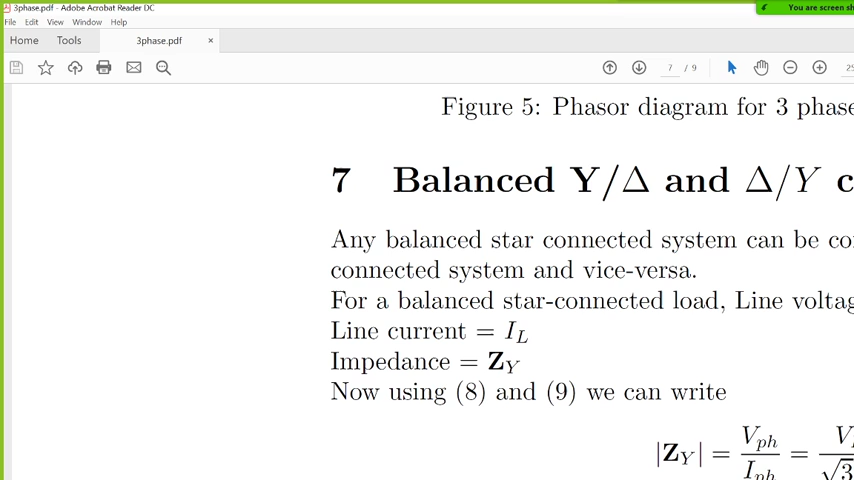 3phase.pdf - Adobe Acrobat Reader DC
You are screen sh
File Edit View Window Help
Home Tools 3phase.pdf ×
7 / 9
Figure 5: Phasor diagram for 3 phase
7 Balanced Y/Δ and Δ/Y c
Any balanced star connected system can be co
connected system and vice-versa.
For a balanced star-connected load, Line voltag
Line current = I_L
Impedance = Z_Y
Now using (8) and (9) we can write
|Z_Y| = V_ph / I_ph = V / √3